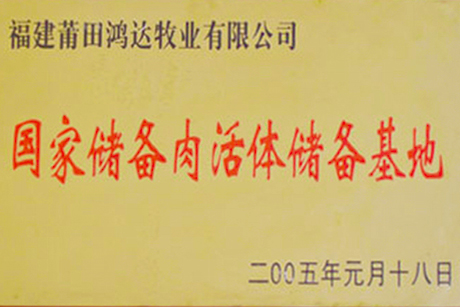 福建莆田鸿达牧业有限公司
国家储备肉活体储备基地
二00五年元月十八日